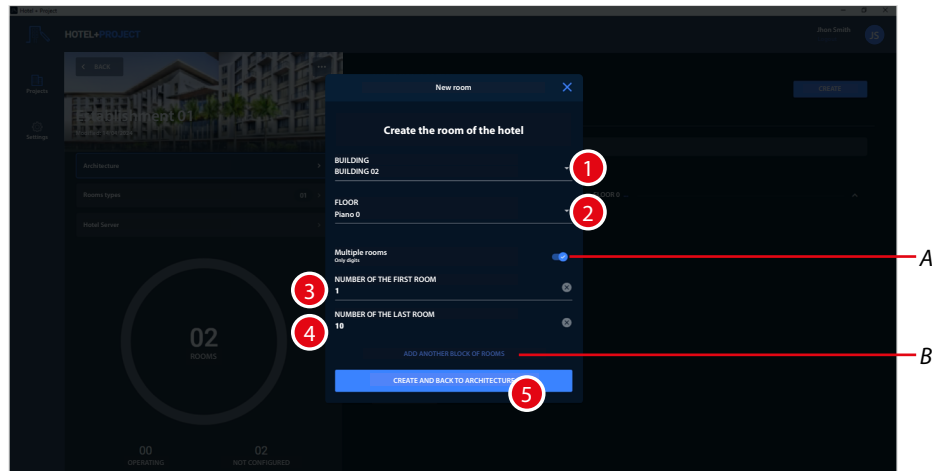 Hotel + Project
HOTEL+PROJECT
Jhon Smith
JS
< BACK
Projects
Settings
Establishment 01
CREATE
Architecture
Rooms types 01
Hotel Server
02
ROOMS
00
OPERATING
02
NOT CONFIGURED
FLOOR 0
New room
Create the room of the hotel
BUILDING
BUILDING 02
1
FLOOR
Piano 0
2
Multiple rooms
Only digits
A
NUMBER OF THE FIRST ROOM
1
3
NUMBER OF THE LAST ROOM
10
4
ADD ANOTHER BLOCK OF ROOMS
B
CREATE AND BACK TO ARCHITECTURE
5